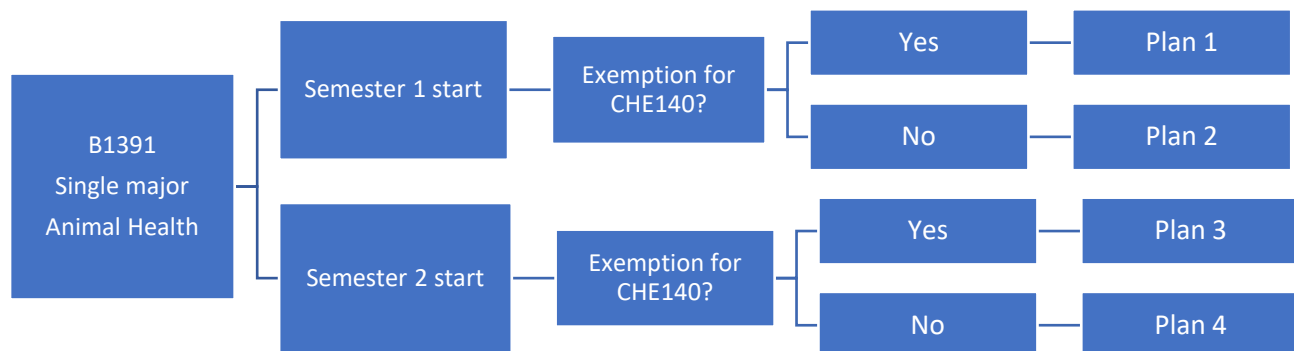 B1391
Single major
Animal Health
Semester 1 start
Exemption for
CHE140?
Yes
Plan 1
No
Plan 2
Semester 2 start
Exemption for
CHE140?
Yes
Plan 3
No
Plan 4